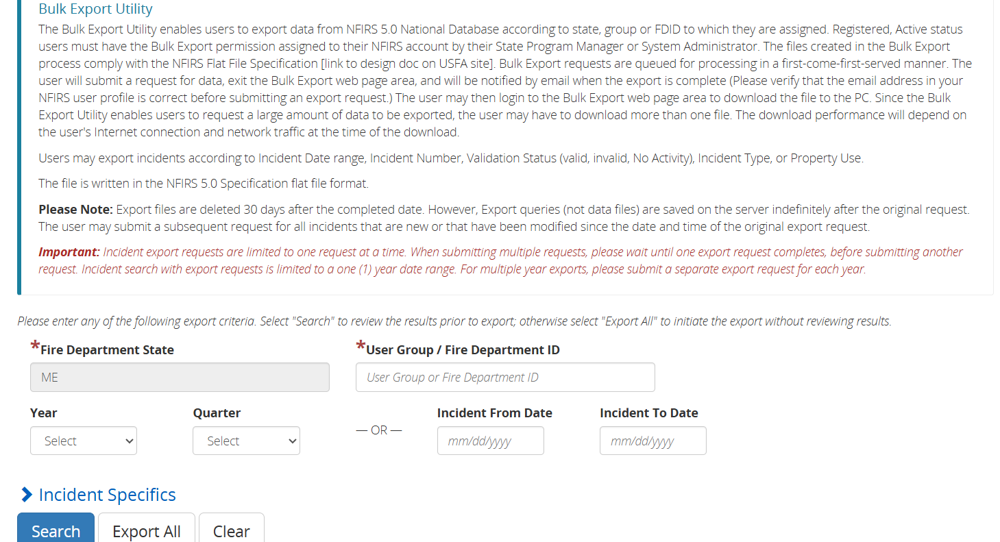 Bulk Export Utility
The Bulk Export Utility enables users to export data from NFIRS 5.0 National Database according to state, group or FDID to which they are assigned. Registered, Active status
users must have the Bulk Export permission assigned to their NFIRS account by their State Program Manager or System Administrator. The files created in the Bulk Export
process comply with the NFIRS Flat File Specification [link to design doc on USFA site]. Bulk Export requests are queued for processing in a first-come-first-served manner. The
user will submit a request for data, exit the Bulk Export web page area, and will be notified by email when the export is complete (Please verify that the email address in your
NFIRS user profile is correct before submitting an export request.) The user may then login to the Bulk Export web page area to download the file to the PC. Since the Bulk
Export Utility enables users to request a large amount of data to be exported, the user may have to download more than one file. The download performance will depend on
the user's Internet connection and network traffic at the time of the download.
Users may export incidents according to Incident Date range, Incident Number, Validation Status (valid, invalid, No Activity), Incident Type, or Property Use.
The file is written in the NFIRS 5.0 Specification flat file format.
Please Note: Export files are deleted 30 days after the completed date. However, Export queries (not data files) are saved on the server indefinitely after the original request.
The user may submit a subsequent request for all incidents that are new or that have been modified since the date and time of the original export request.
Important: Incident export requests are limited to one request at a time. When submitting multiple requests, please wait until one export request completes, before submitting another
request. Incident search with export requests is limited to a one (1) year date range. For multiple year exports, please submit a separate export request for each year.
Please enter any of the following export criteria. Select "Search" to review the results prior to export; otherwise select "Export All" to initiate the export without reviewing results.
*Fire Department State *User Group / Fire Department ID
ME User Group or Fire Department ID
Year Quarter — OR — Incident From Date Incident To Date
Select Select mm/dd/yyyy mm/dd/yyyy
Incident Specifics
Search Export All Clear